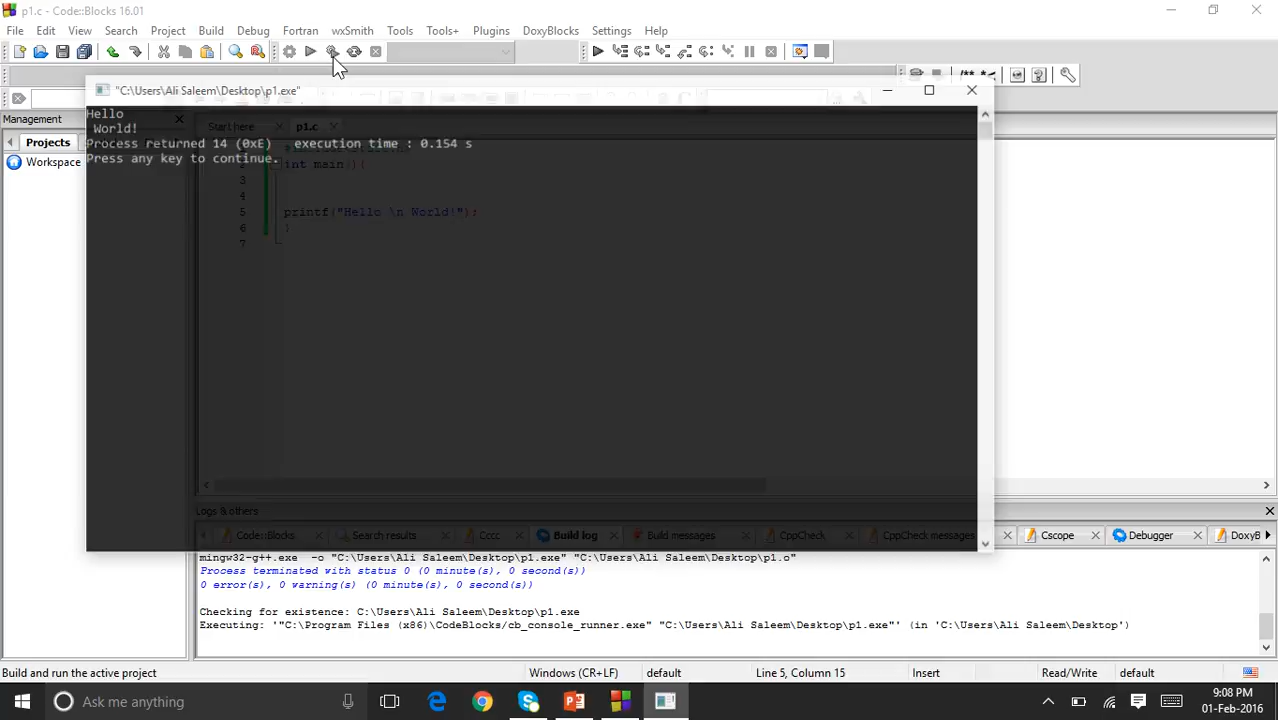 p1.c - Code::Blocks 16.01
File Edit View Search Project Build Debug Fortran wxSmith Tools Tools+ Plugins DoxyBlocks Settings Help
"C:\Users\Ali Saleem\Desktop\p1.exe"
Hello
World!
Process returned 14 (0xE) execution time : 0.154 s
Press any key to continue.
Management
Projects
Workspace
Start here
p1.c
2 int main(){
3
4
5 printf("Hello \n World!");
6 }
7
Logs & others
Code::Blocks Search results Cccc Build log Build messages CppCheck CppCheck messages Cscope Debugger DoxyB
mingw32-g++.exe -o "C:\Users\Ali Saleem\Desktop\p1.exe" "C:\Users\Ali Saleem\Desktop\p1.o"
Process terminated with status 0 (0 minute(s), 0 second(s))
0 error(s), 0 warning(s) (0 minute(s), 0 second(s))
Checking for existence: C:\Users\Ali Saleem\Desktop\p1.exe
Executing: '"C:\Program Files (x86)\CodeBlocks/cb_console_runner.exe" "C:\Users\Ali Saleem\Desktop\p1.exe"' (in 'C:\Users\Ali Saleem\Desktop')
Build and run the active project Windows (CR+LF) default Line 5, Column 15 Insert Read/Write default
Ask me anything
9:08 PM
01-Feb-2016